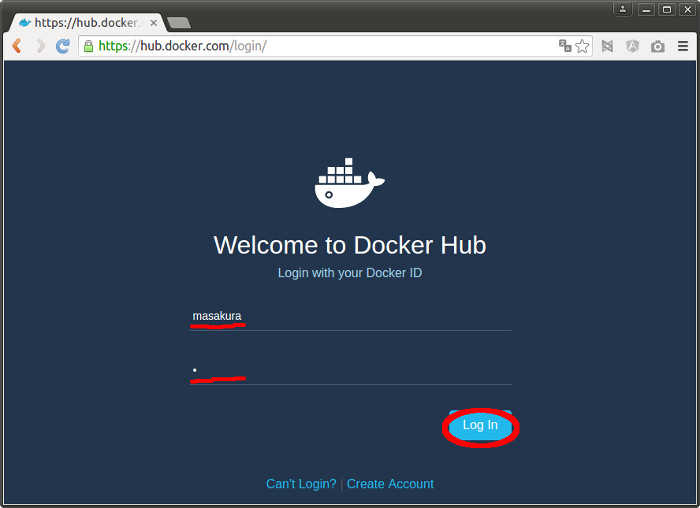 https://hub.docker.
https://hub.docker.com/login/
Welcome to Docker Hub
Login with your Docker ID
masakura
•
Log In
Can't Login? | Create Account